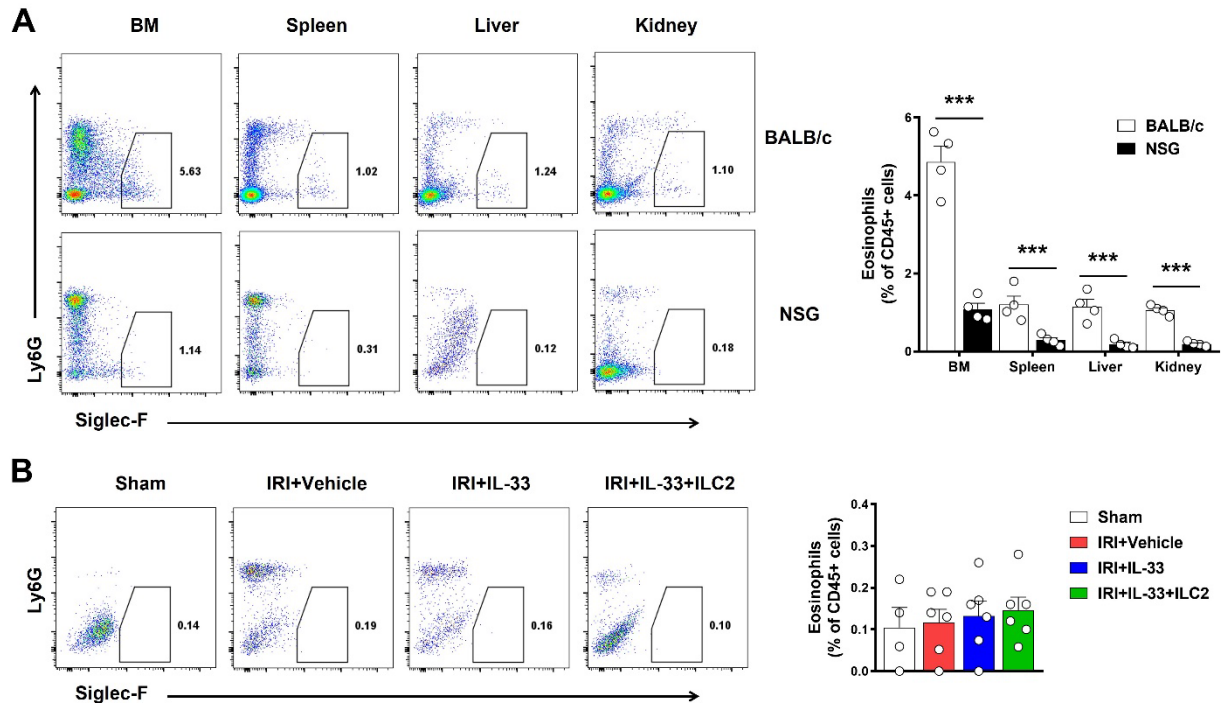 A
BM Spleen Liver Kidney
BALB/c
5.63 1.02 1.24 1.10
NSG
1.14 0.31 0.12 0.18
Ly6G
Siglec-F
Eosinophils
(% of CD45+ cells)
6
4
2
0
*** *** *** ***
BALB/c
NSG
BM Spleen Liver Kidney
B
Sham IRI+Vehicle IRI+IL-33 IRI+IL-33+ILC2
0.14 0.19 0.16 0.10
Ly6G
Siglec-F
Eosinophils
(% of CD45+ cells)
0.4
0.3
0.2
0.1
0.0
Sham
IRI+Vehicle
IRI+IL-33
IRI+IL-33+ILC2